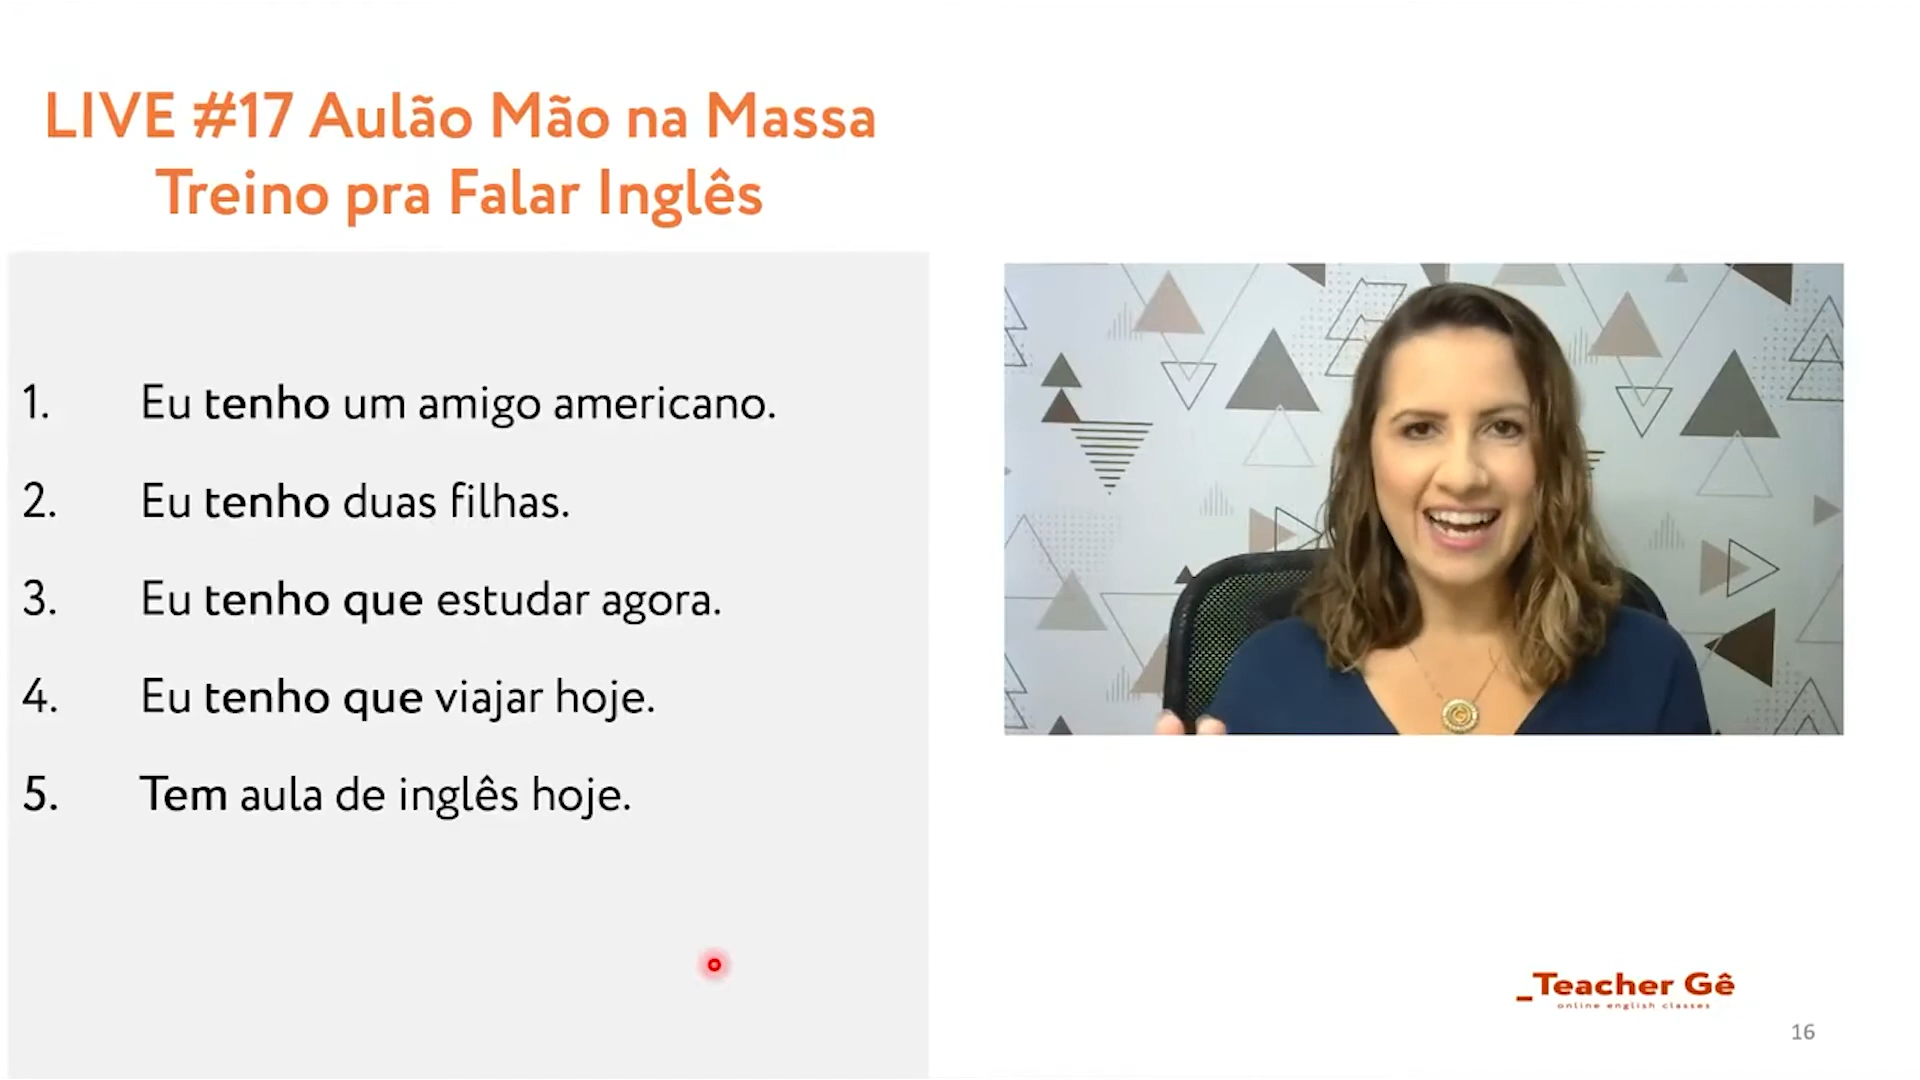 LIVE #17 Aulão Mão na Massa
Treino pra Falar Inglês
1. Eu tenho um amigo americano.
2. Eu tenho duas filhas.
3. Eu tenho que estudar agora.
4. Eu tenho que viajar hoje.
5. Tem aula de inglês hoje.
_Teacher Gê
online english classes
16